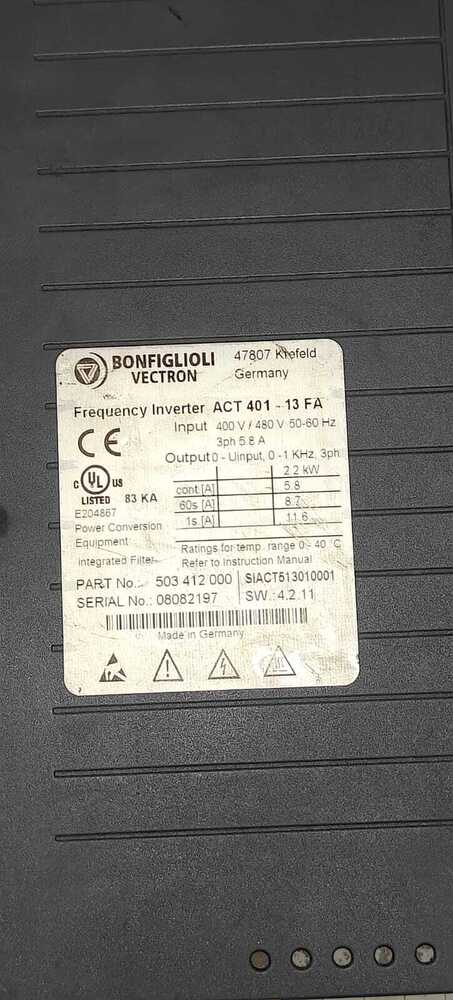 BONFIGLIOLI
VECTRON
47807 Krefeld
Germany
Frequency Inverter ACT 401 - 13 FA
Input 400 V / 480 V 50-60 Hz
3ph 5.8 A
Output 0 - Uinput, 0 -1 KHz, 3ph
2.2 kW
cont [A] 5.8
60s [A] 8.7
1s [A] 11.6
C UL US
LISTED 83 KA
E204867
Power Conversion
Equipment
Integrated Filter
Ratings for temp. range 0 - 40 °C
Refer to Instruction Manual
PART No.: 503 412 000 SIACT513010001
SERIAL No.: 08082197 SW.: 4.2.11
Made in Germany